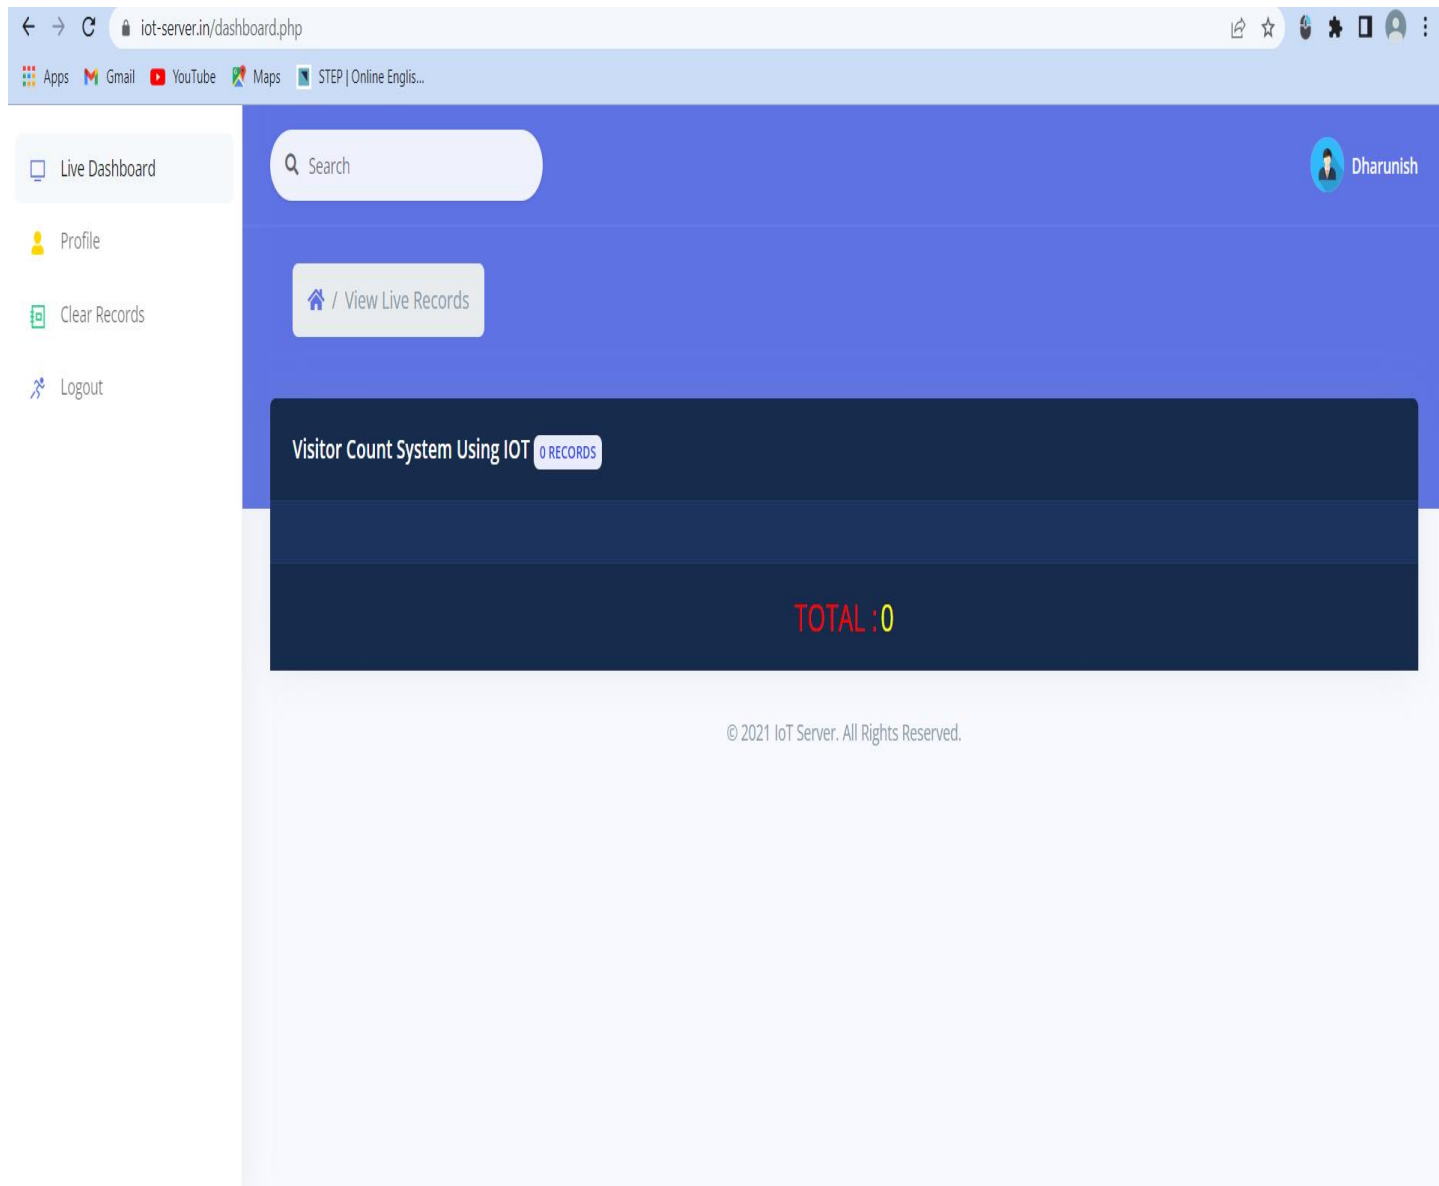 iot-server.in/dashboard.php
Apps Gmail YouTube Maps STEP | Online Englis...
Live Dashboard
Profile
Clear Records
Logout
Search
Dharunish
/ View Live Records
Visitor Count System Using IOT 0 RECORDS
TOTAL : 0
© 2021 IoT Server. All Rights Reserved.